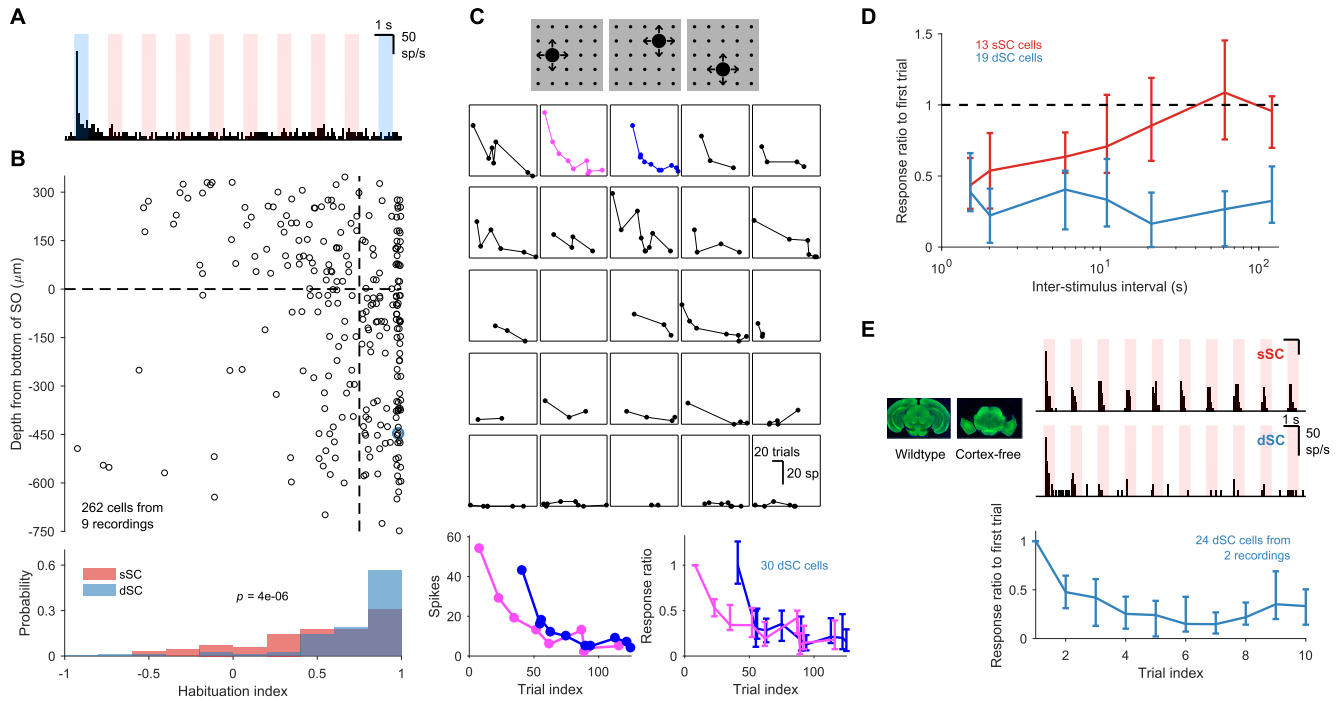 A
1 s
50
sp/s
B
300
150
0
-150
-300
-450
-600
-750
Depth from bottom of SO (μm)
262 cells from
9 recordings
0.6
0.3
0
Probability
sSC
dSC
p = 4e-06
-1
-0.5
0
0.5
1
Habituation index
C
20 trials
20 sp
60
40
20
0
Spikes
0
50
100
Trial index
1
0.5
0
Response ratio
30 dSC cells
0
50
100
Trial index
D
1.5
1
0.5
0
Response ratio to first trial
13 sSC cells
19 dSC cells
10^0
10^1
10^2
Inter-stimulus interval (s)
E
Wildtype
Cortex-free
sSC
1 s
50
sp/s
dSC
1
0.5
0
Response ratio to first trial
24 dSC cells from
2 recordings
2
4
6
8
10
Trial index